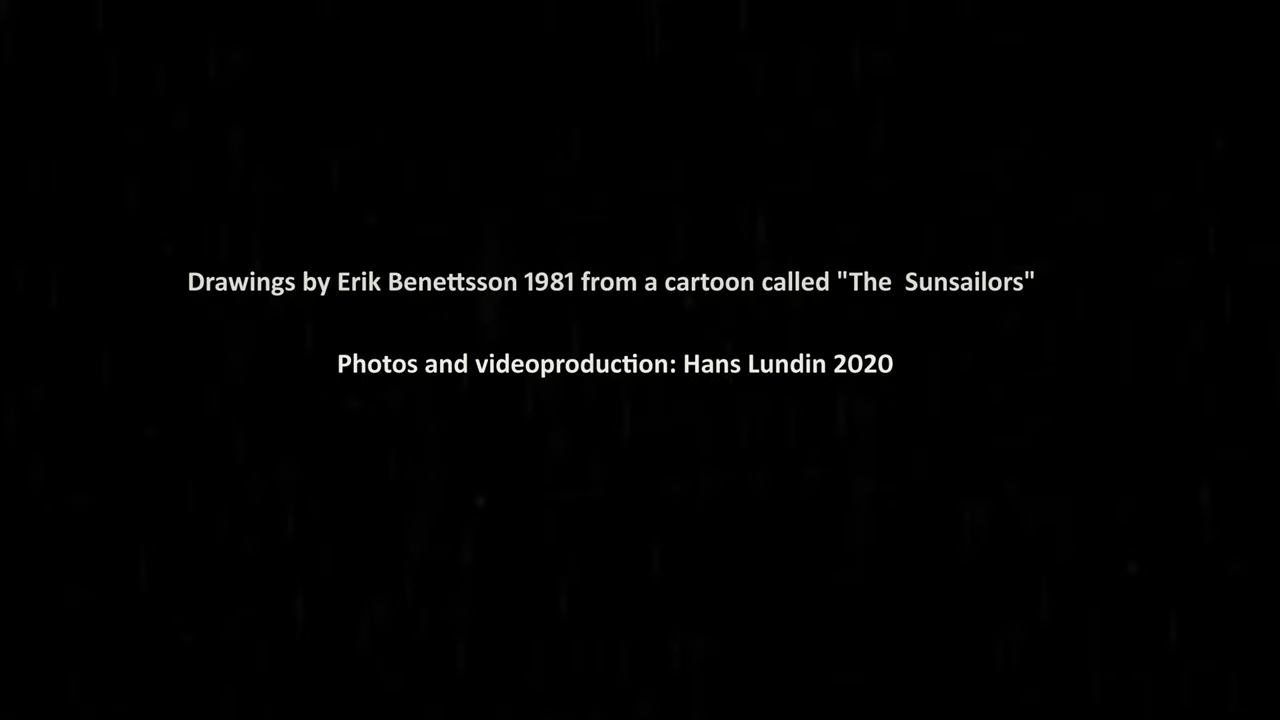 Drawings by Erik Benettsson 1981 from a cartoon called "The  Sunsailors"
Photos and videoproduction: Hans Lundin 2020